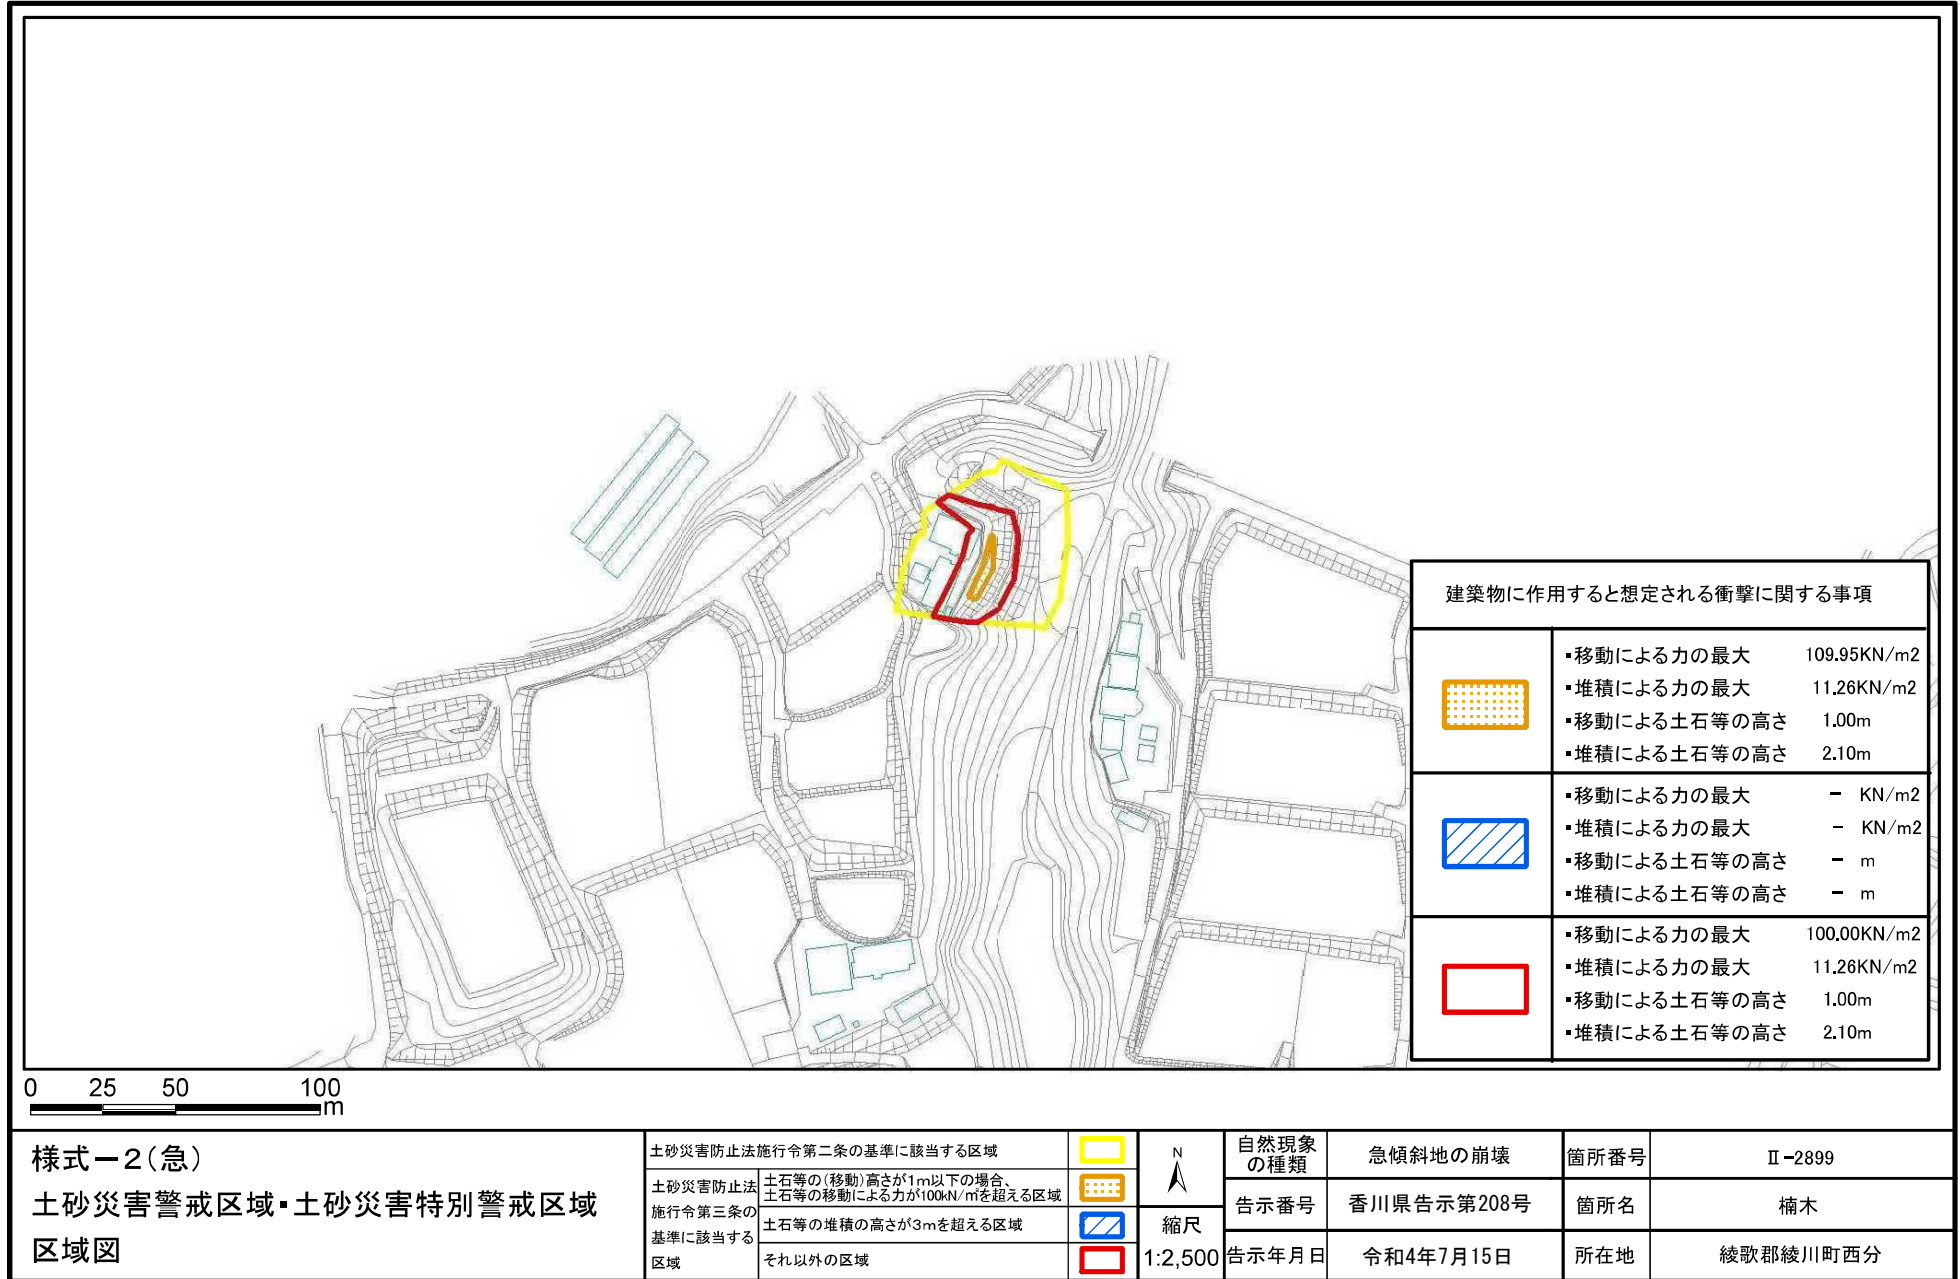 建築物に作用すると想定される衝撃に関する事項
・移動による力の最大 109.95KN/m2
・堆積による力の最大 11.26KN/m2
・移動による土石等の高さ 1.00m
・堆積による土石等の高さ 2.10m
・移動による力の最大 － KN/m2
・堆積による力の最大 － KN/m2
・移動による土石等の高さ － m
・堆積による土石等の高さ － m
・移動による力の最大 100.00KN/m2
・堆積による力の最大 11.26KN/m2
・移動による土石等の高さ 1.00m
・堆積による土石等の高さ 2.10m
0 25 50 100
m
様式－2（急）
土砂災害警戒区域・土砂災害特別警戒区域
区域図
土砂災害防止法施行令第二条の基準に該当する区域
土砂災害防止法
施行令第三条の
基準に該当する
区域
土石等の（移動）高さが1m以下の場合、
土石等の移動による力が100kN/㎡を超える区域
土石等の堆積の高さが3mを超える区域
それ以外の区域
N
縮尺
1:2,500
自然現象
の種類
急傾斜地の崩壊
箇所番号
Ⅱ-2899
告示番号
香川県告示第208号
箇所名
楠木
告示年月日
令和4年7月15日
所在地
綾歌郡綾川町西分